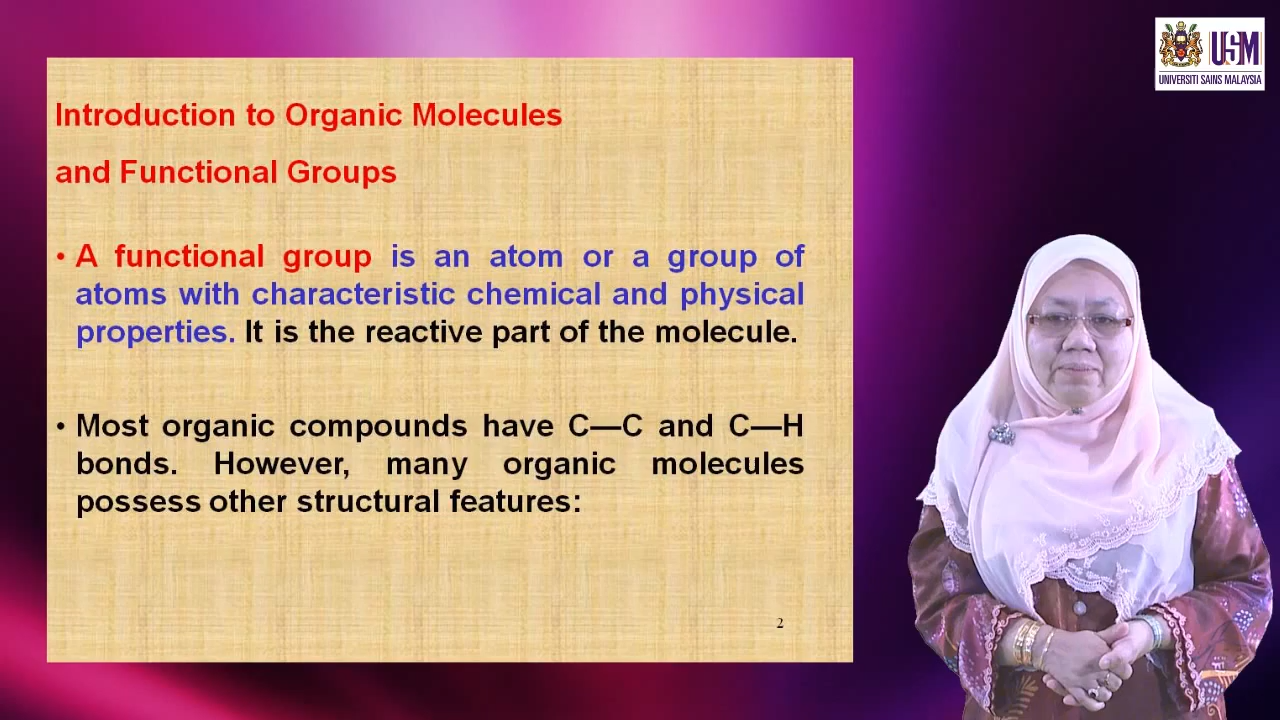 USM
UNIVERSITI SAINS MALAYSIA
Introduction to Organic Molecules
and Functional Groups
• A functional group is an atom or a group of
atoms with characteristic chemical and physical
properties. It is the reactive part of the molecule.
• Most organic compounds have C—C and C—H
bonds. However, many organic molecules
possess other structural features:
2